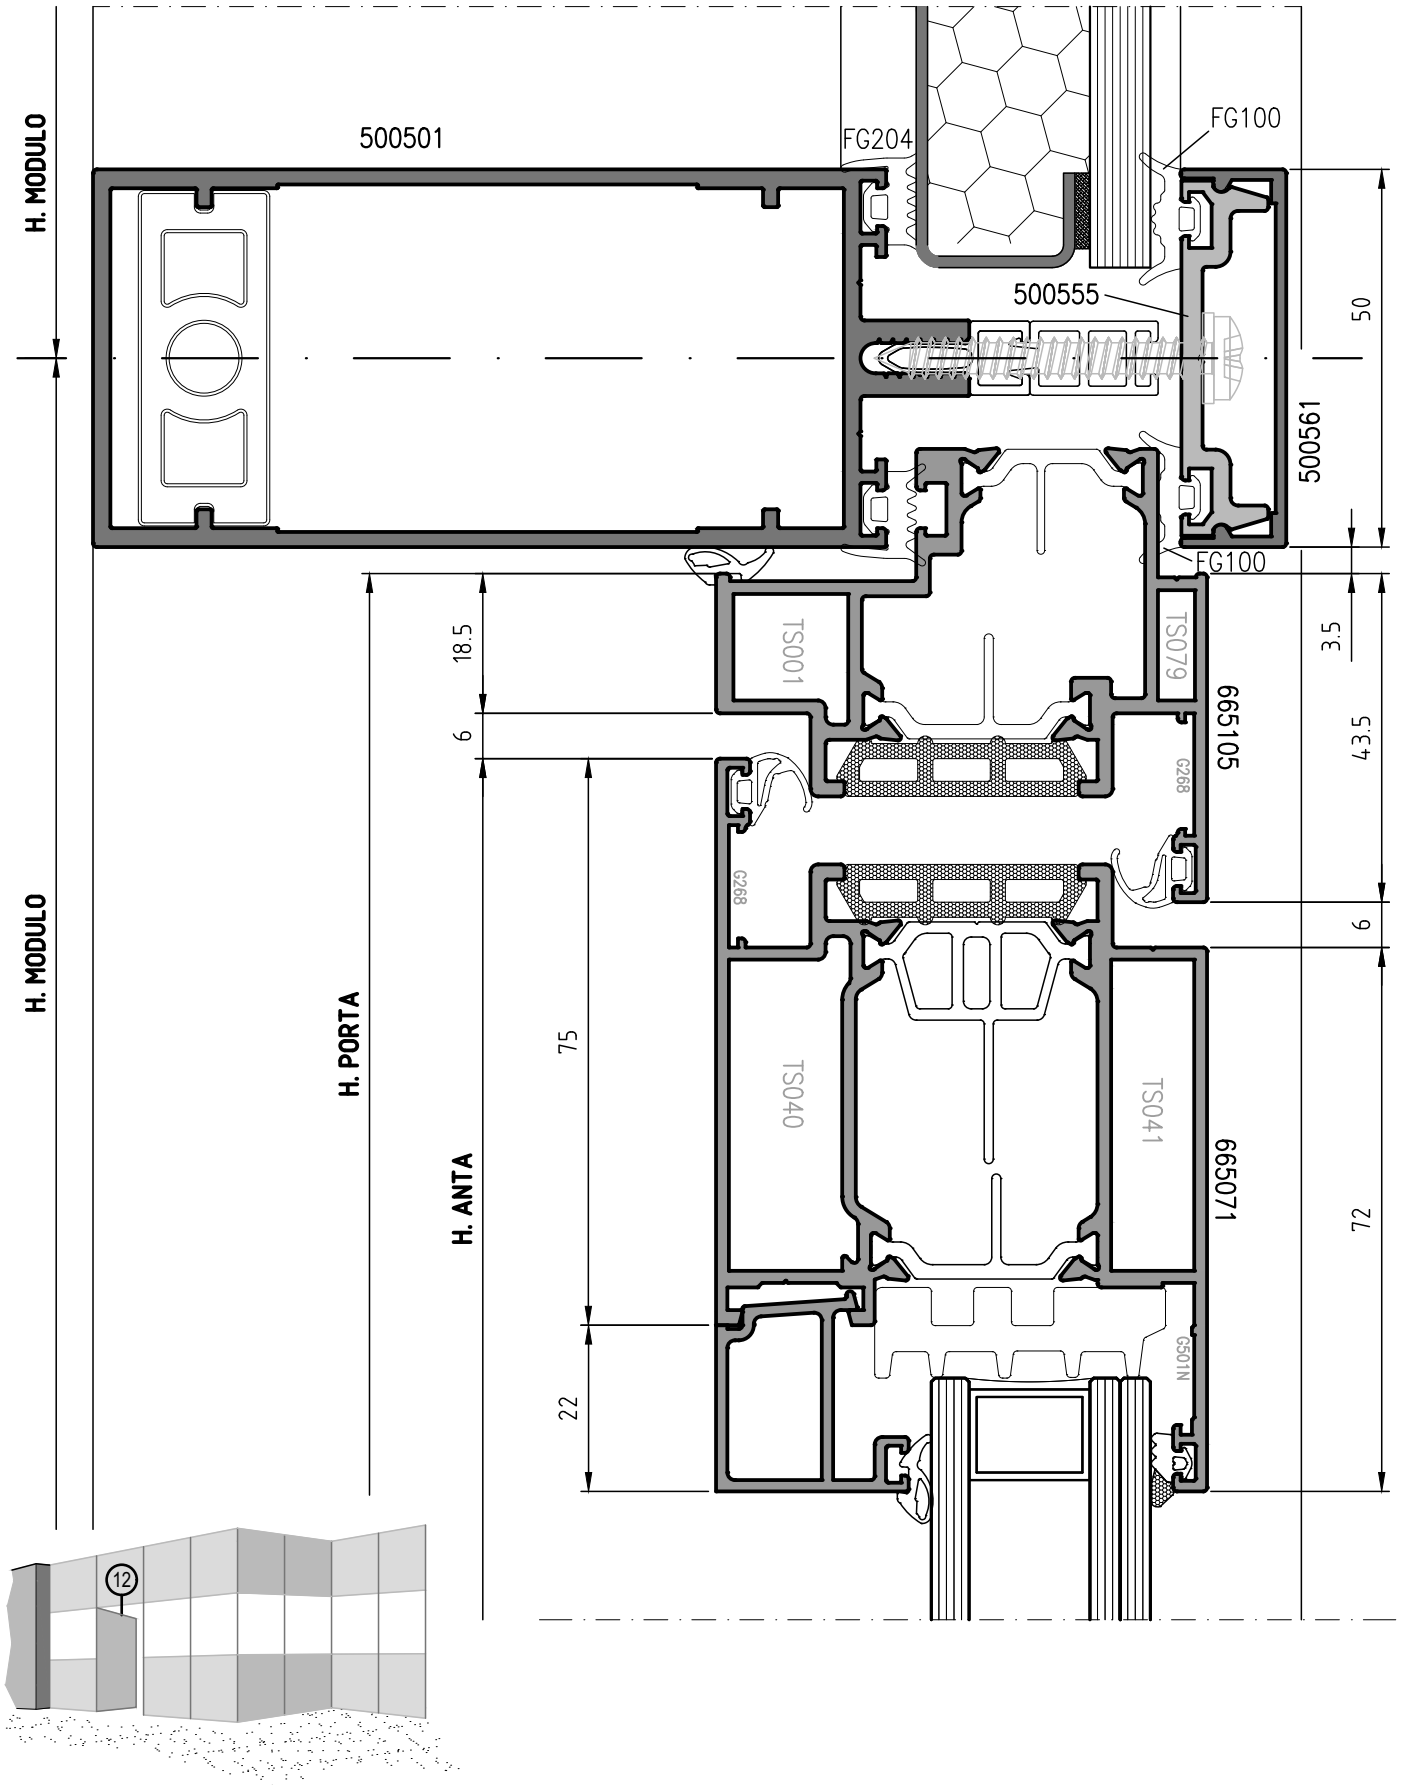 H. MODULO
500501
FG204
FG100
500555
50
500561
FG100
3.5
18.5
TS001
TS079
6
665105
43.5
G268
G268
6
H. MODULO
H. PORTA
75
TS040
TS041
H. ANTA
665071
72
G501N
22
12